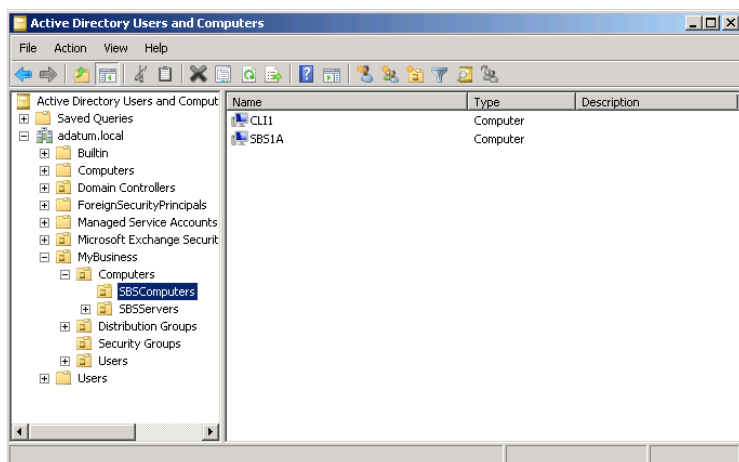 Active Directory Users and Computers
File Action View Help
Active Directory Users and Comput
Name Type Description
Saved Queries
CLI1 Computer
adatum.local
SBS1A Computer
Builtin
Computers
Domain Controllers
ForeignSecurityPrincipals
Managed Service Accounts
Microsoft Exchange Securit
MyBusiness
Computers
SBSComputers
SBSServers
Distribution Groups
Security Groups
Users
Users